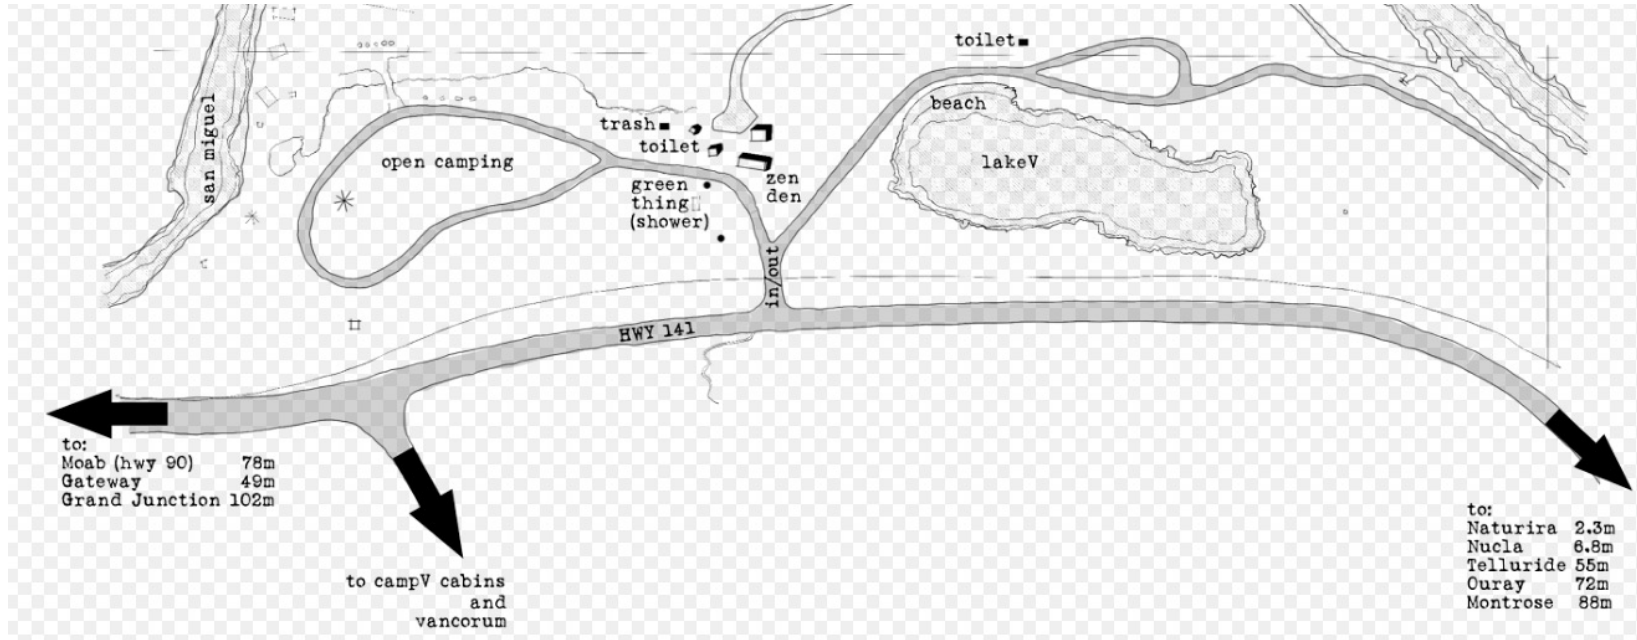 toilet
beach
trash
toilet
san miguel
open camping
lakeV
green
thing
(shower)
zen
den
in/out
HWY 141
to:
Moab (hwy 90) 78m
Gateway 49m
Grand Junction 102m
to campV cabins
and
vancorum
to:
Naturira 2.3m
Nucla 6.8m
Telluride 55m
Ouray 72m
Montrose 88m